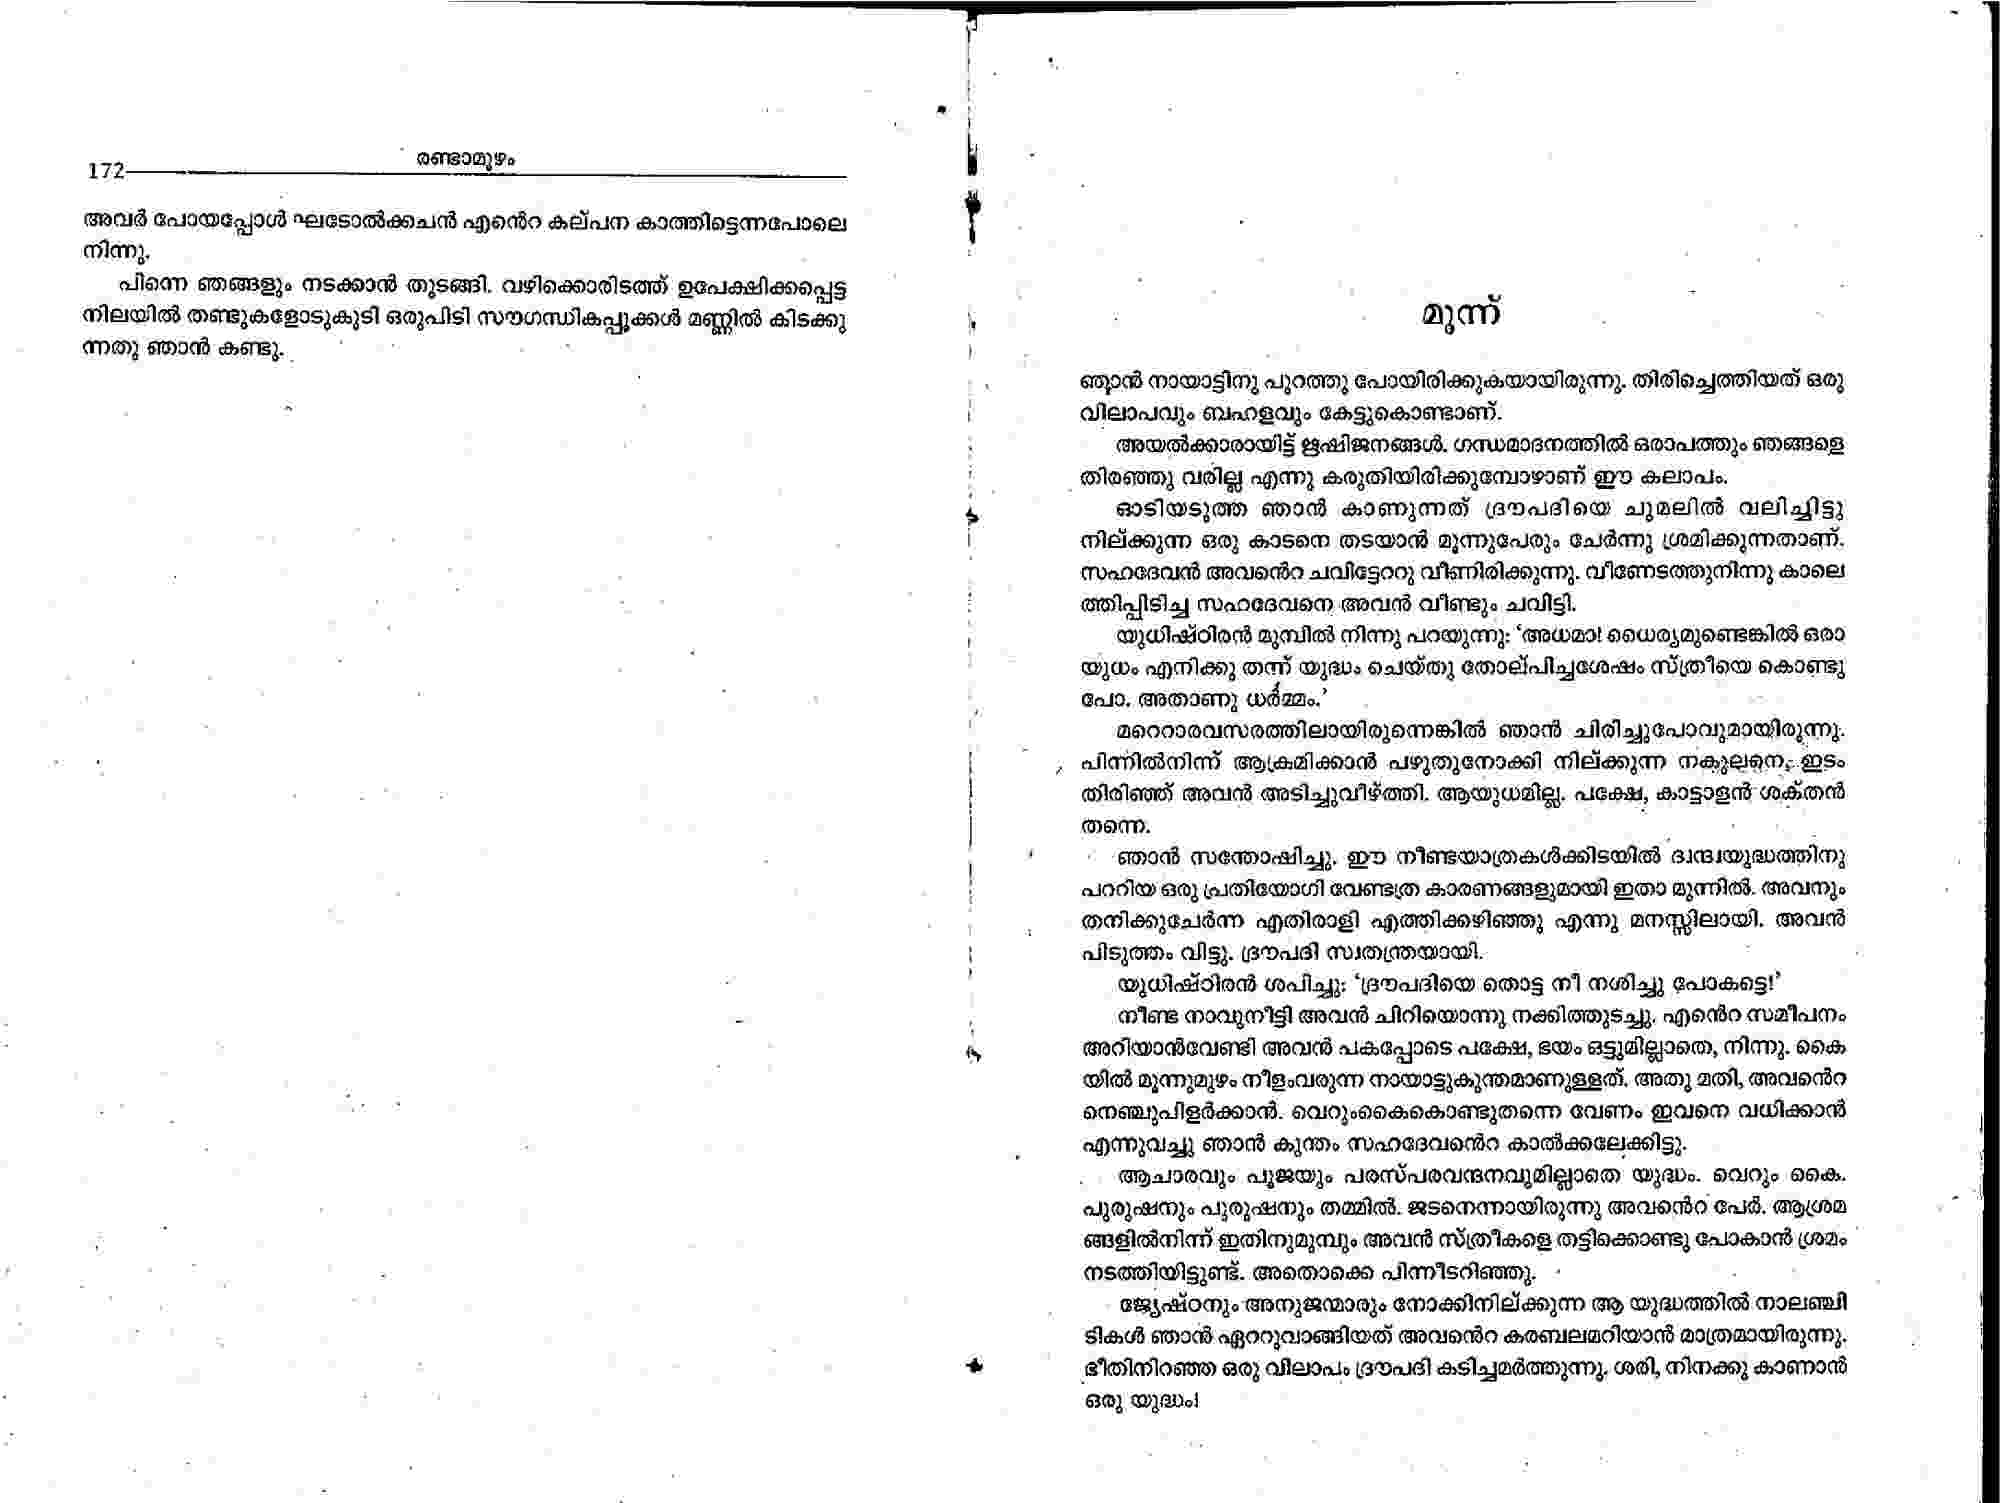 രണ്ടാമൂഴം
172
അവർ പോയപ്പോൾ ഘടോൽക്കചൻ എൻെറ കല്പന കാത്തിട്ടെന്നപോലെ
നിന്നു.
പിന്നെ ഞങ്ങളും നടക്കാൻ തുടങ്ങി. വഴിക്കൊരിടത്ത് ഉപേക്ഷിക്കപ്പെട്ട
നിലയിൽ തണ്ടുകളോടുകൂടി ഒരുപിടി സൗഗന്ധികപ്പൂക്കൾ മണ്ണിൽ കിടക്കു
ന്നതു ഞാൻ കണ്ടു.
മൂന്ന്
ഞാൻ നായാട്ടിനു പുറത്തു പോയിരിക്കുകയായിരുന്നു. തിരിച്ചെത്തിയത് ഒരു
വിലാപവും ബഹളവും കേട്ടുകൊണ്ടാണ്.
അയൽക്കാരായിട്ട് ഋഷിജനങ്ങൾ. ഗന്ധമാദനത്തിൽ ഒരാപത്തും ഞങ്ങളെ
തിരഞ്ഞു വരില്ല എന്നു കരുതിയിരിക്കുമ്പോഴാണ് ഈ കലാപം.
ഓടിയടുത്ത ഞാൻ കാണുന്നത് ദ്രൗപദിയെ ചുമലിൽ വലിച്ചിട്ടു
നില്ക്കുന്ന ഒരു കാടനെ തടയാൻ മൂന്നുപേരും ചേർന്നു ശ്രമിക്കുന്നതാണ്.
സഹദേവൻ അവൻെറ ചവിട്ടേററു വീണിരിക്കുന്നു. വീണേടത്തുനിന്നു കാലെ
ത്തിപ്പിടിച്ച സഹദേവനെ അവൻ വീണ്ടും ചവിട്ടി.
യുധിഷ്ഠിരൻ മുമ്പിൽ നിന്നു പറയുന്നു: ‘അധമാ! ധൈര്യമുണ്ടെങ്കിൽ ഒരാ
യുധം എനിക്കു തന്ന് യുദ്ധം ചെയ്തു തോല്പിച്ചശേഷം സ്ത്രീയെ കൊണ്ടു
പോ. അതാണു ധർമ്മം.’
മറെറാരവസരത്തിലായിരുന്നെങ്കിൽ ഞാൻ ചിരിച്ചുപോവുമായിരുന്നു.
പിന്നിൽനിന്ന് ആക്രമിക്കാൻ പഴുതുനോക്കി നില്ക്കുന്ന നകുലനെ, ഇടം
തിരിഞ്ഞ് അവൻ അടിച്ചുവീഴ്ത്തി. ആയുധമില്ല. പക്ഷേ, കാട്ടാളൻ ശക്തൻ
തന്നെ.
ഞാൻ സന്തോഷിച്ചു. ഈ നീണ്ടയാത്രകൾക്കിടയിൽ ദ്വന്ദ്വയുദ്ധത്തിനു
പററിയ ഒരു പ്രതിയോഗി വേണ്ടത്ര കാരണങ്ങളുമായി ഇതാ മുന്നിൽ. അവനും
തനിക്കുചേർന്ന എതിരാളി എത്തിക്കഴിഞ്ഞു എന്നു മനസ്സിലായി. അവൻ
പിടുത്തം വിട്ടു. ദ്രൗപദി സ്വതന്ത്രയായി.
യുധിഷ്ഠിരൻ ശപിച്ചു: ‘ദ്രൗപദിയെ തൊട്ട നീ നശിച്ചു പോകട്ടെ!’
നീണ്ട നാവുനീട്ടി അവൻ ചിറിയൊന്നു നക്കിത്തുടച്ചു. എൻെറ സമീപനം
അറിയാൻവേണ്ടി അവൻ പകപ്പോടെ പക്ഷേ, ഭയം ഒട്ടുമില്ലാതെ, നിന്നു. കൈ
യിൽ മൂന്നുമുഴം നീളംവരുന്ന നായാട്ടുകുന്തമാണുള്ളത്. അതു മതി, അവൻെറ
നെഞ്ചുപിളർക്കാൻ. വെറുംകൈകൊണ്ടുതന്നെ വേണം ഇവനെ വധിക്കാൻ
എന്നുവച്ചു ഞാൻ കുന്തം സഹദേവൻെറ കാൽക്കലേക്കിട്ടു.
ആചാരവും പൂജയും പരസ്പരവന്ദനവുമില്ലാതെ യുദ്ധം. വെറും കൈ.
പുരുഷനും പുരുഷനും തമ്മിൽ. ജടനെന്നായിരുന്നു അവൻെറ പേർ. ആശ്രമ
ങ്ങളിൽനിന്ന് ഇതിനുമുമ്പും അവൻ സ്ത്രീകളെ തട്ടിക്കൊണ്ടു പോകാൻ ശ്രമം
നടത്തിയിട്ടുണ്ട്. അതൊക്കെ പിന്നീടറിഞ്ഞു.
ജ്യേഷ്ഠനും അനുജന്മാരും നോക്കിനില്ക്കുന്ന ആ യുദ്ധത്തിൽ നാലഞ്ചി
ടികൾ ഞാൻ ഏററുവാങ്ങിയത് അവൻെറ കരബലമറിയാൻ മാത്രമായിരുന്നു.
ഭീതിനിറഞ്ഞ ഒരു വിലാപം ദ്രൗപദി കടിച്ചമർത്തുന്നു. ശരി, നിനക്കു കാണാൻ
ഒരു യുദ്ധം!